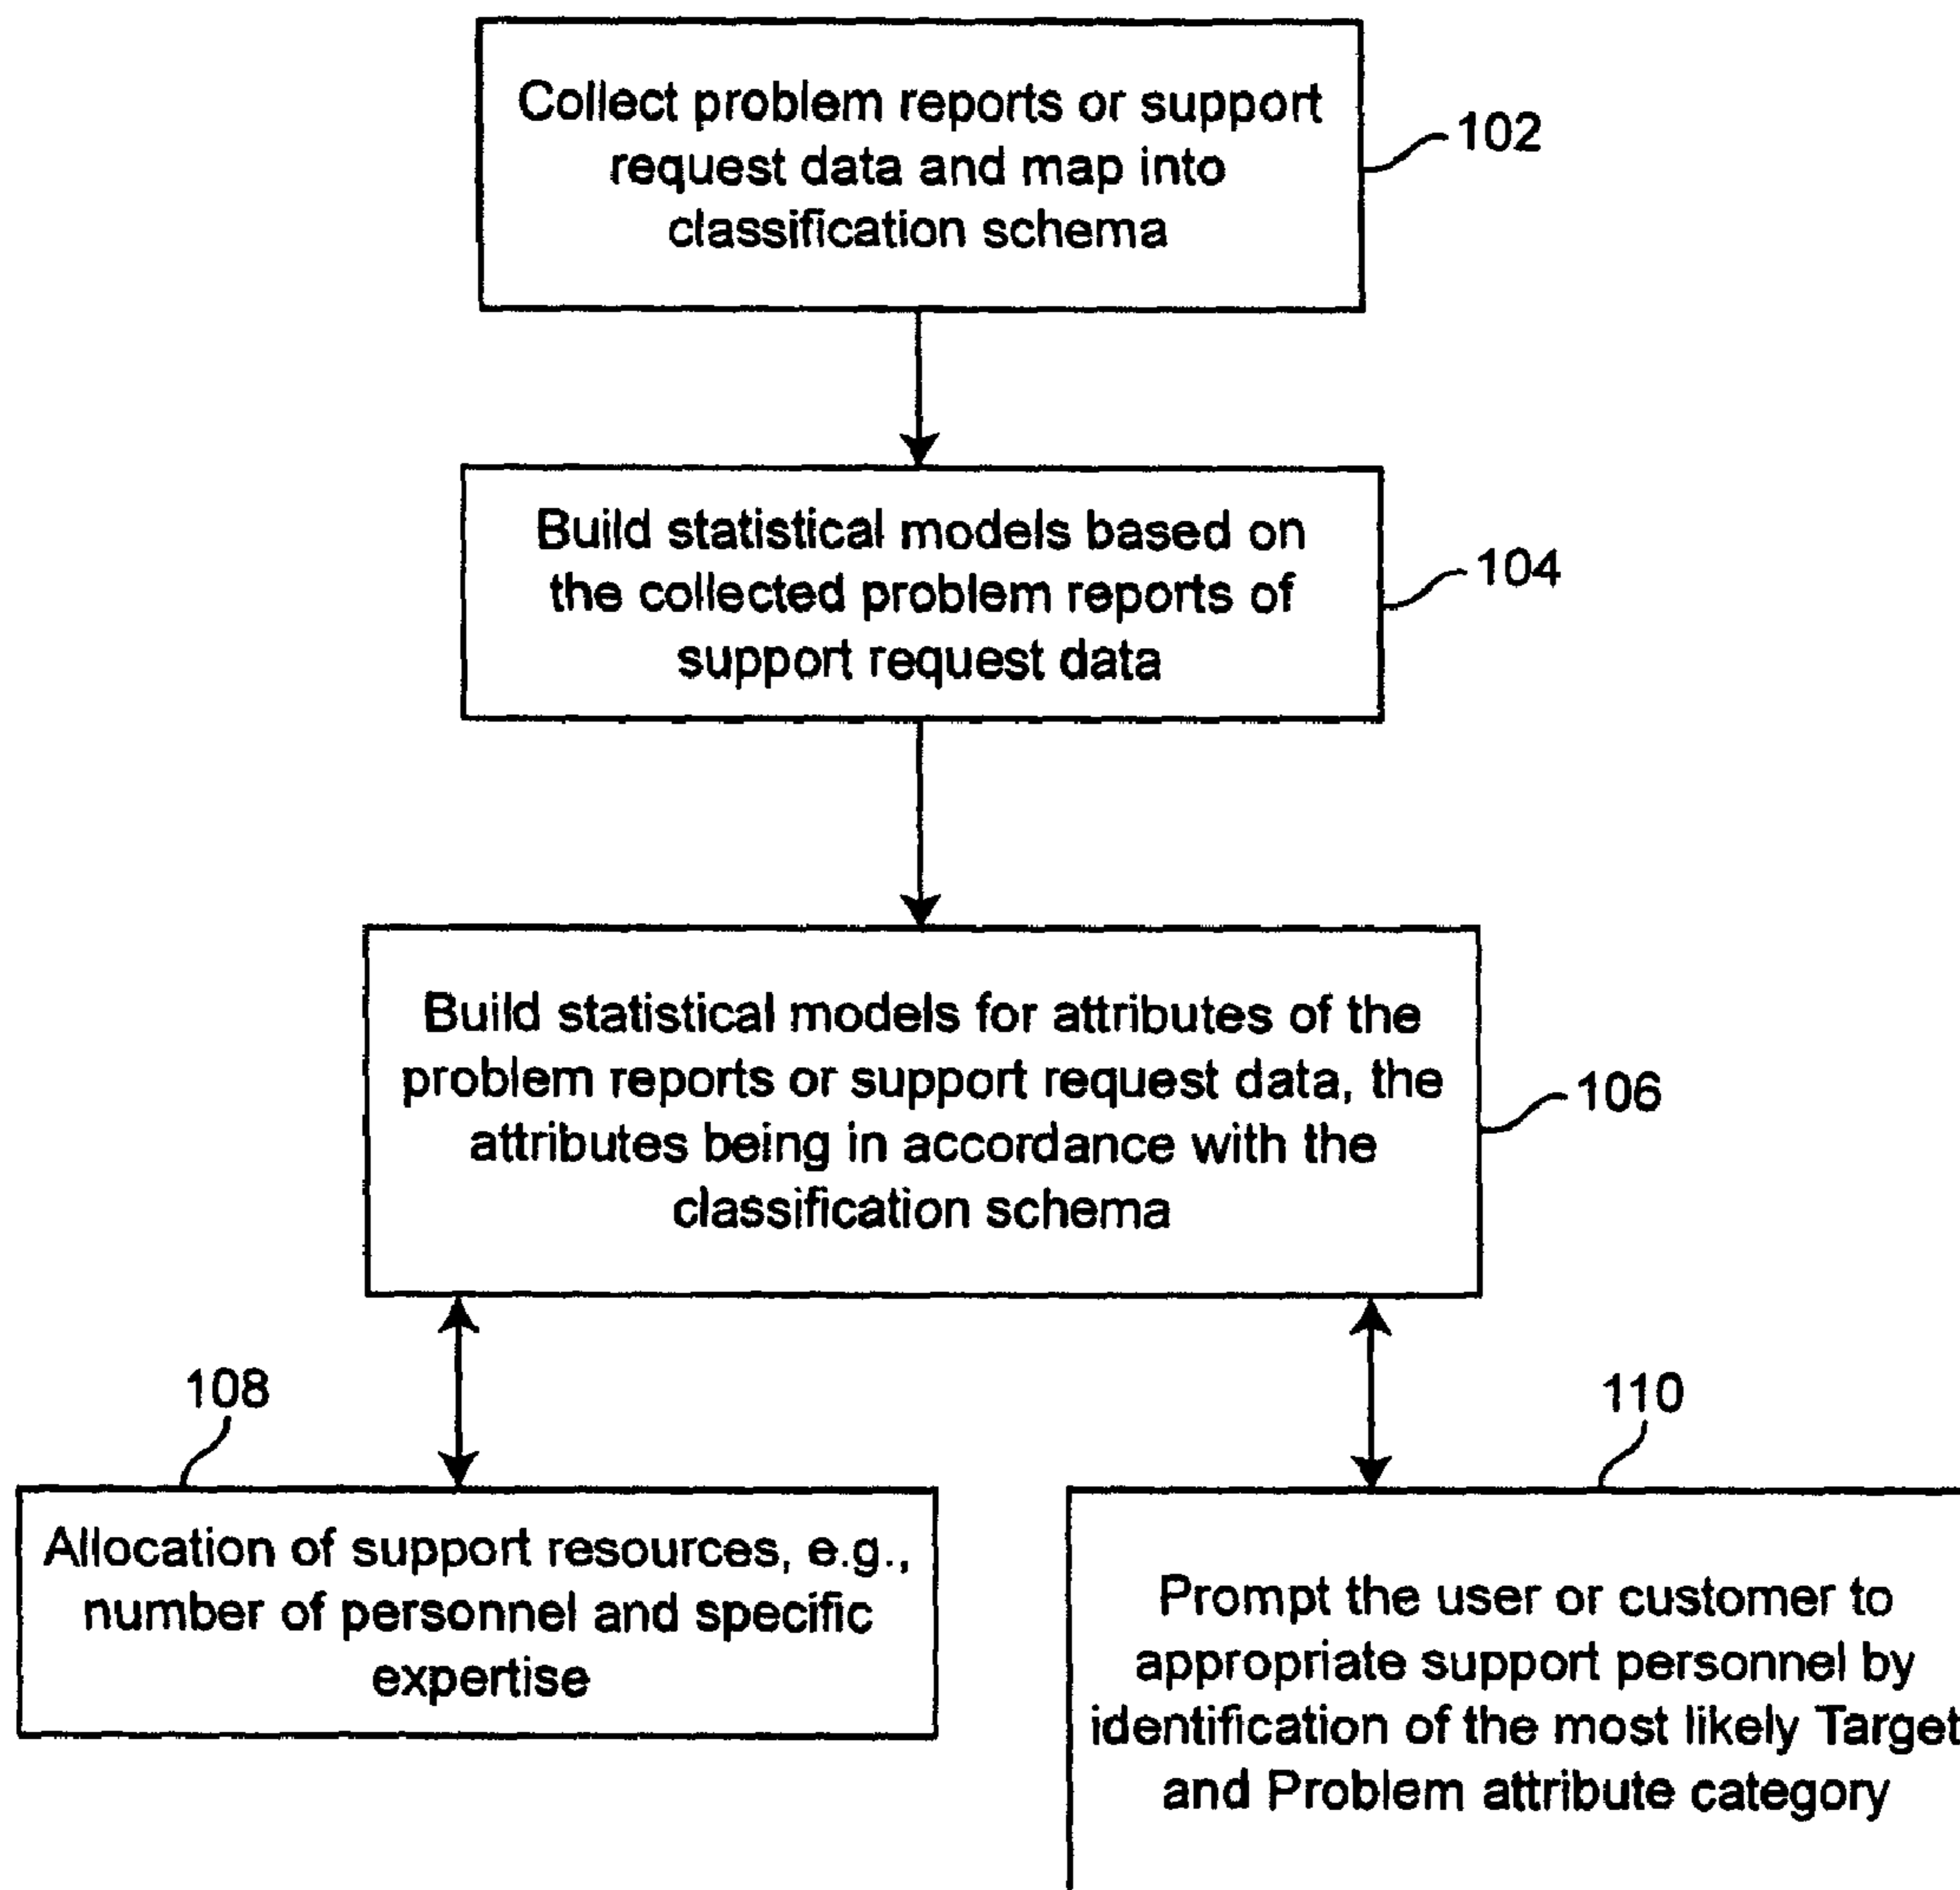 Collect problem reports or support
request data and map into
classification schema
102
Build statistical models based on
the collected problem reports of
support request data
104
Build statistical models for attributes of the
problem reports or support request data, the
attributes being in accordance with the
classification schema
106
108
Allocation of support resources, e.g.,
number of personnel and specific
expertise
110
Prompt the user or customer to
appropriate support personnel by
identification of the most likely Target
and Problem attribute category